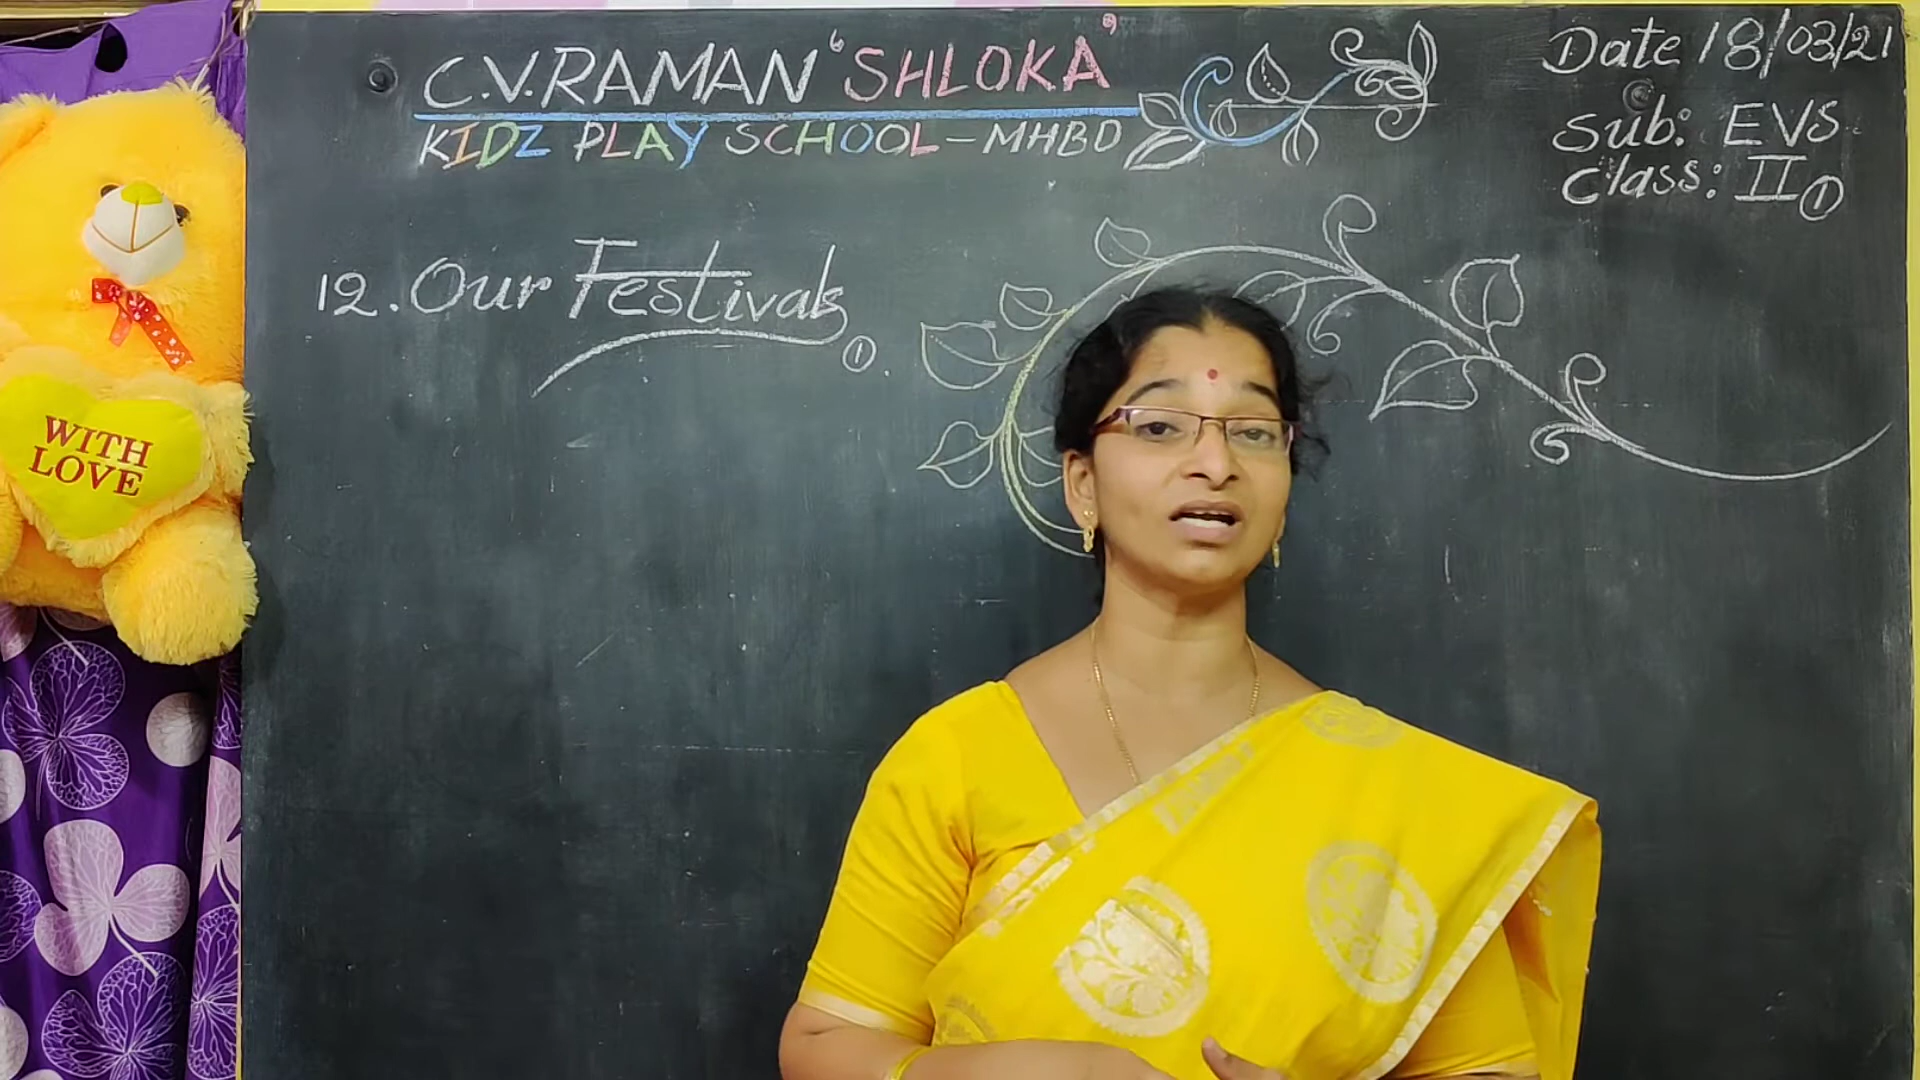 C.V.RAMAN "SHLOKA"
KIDZ PLAY SCHOOL-MHBD
Date 18/03/21
Sub: EVS
Class: II ①
12. Our Festivals
①.
WITH
LOVE